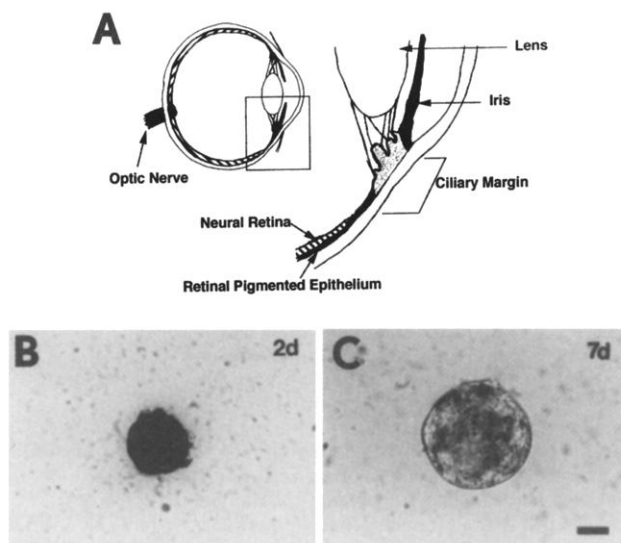 A
Lens
Iris
Optic Nerve
Ciliary Margin
Neural Retina
Retinal Pigmented Epithelium
B
2d
C
7d